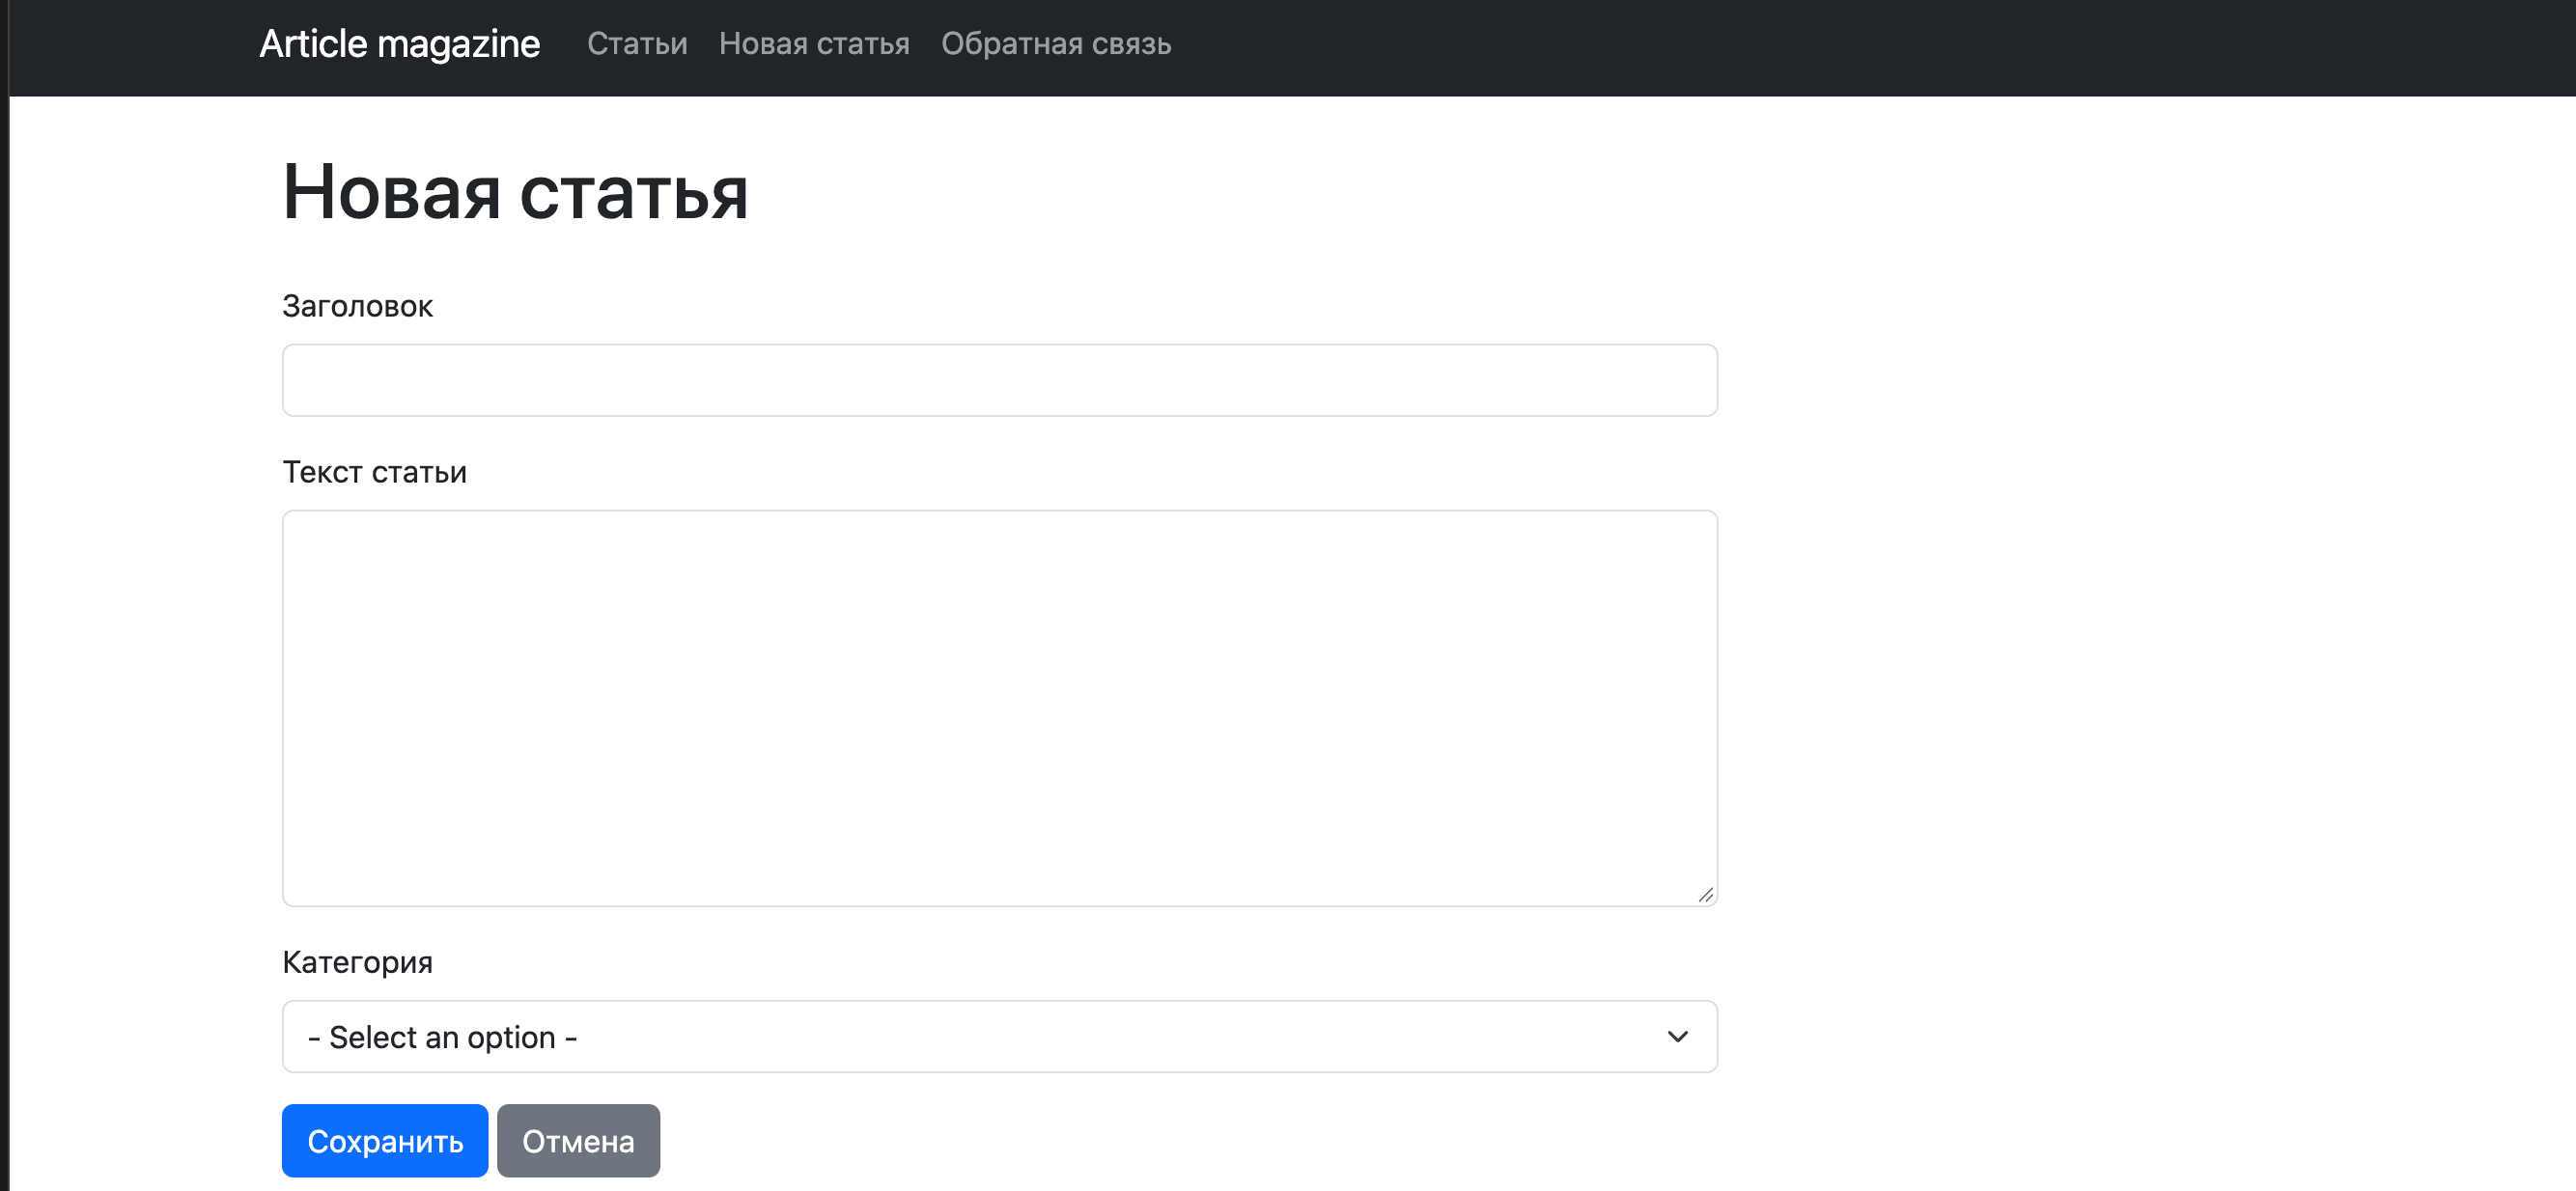 Article magazine Статьи Новая статья Обратная связь
Новая статья
Заголовок
Текст статьи
Категория
- Select an option -
Сохранить Отмена